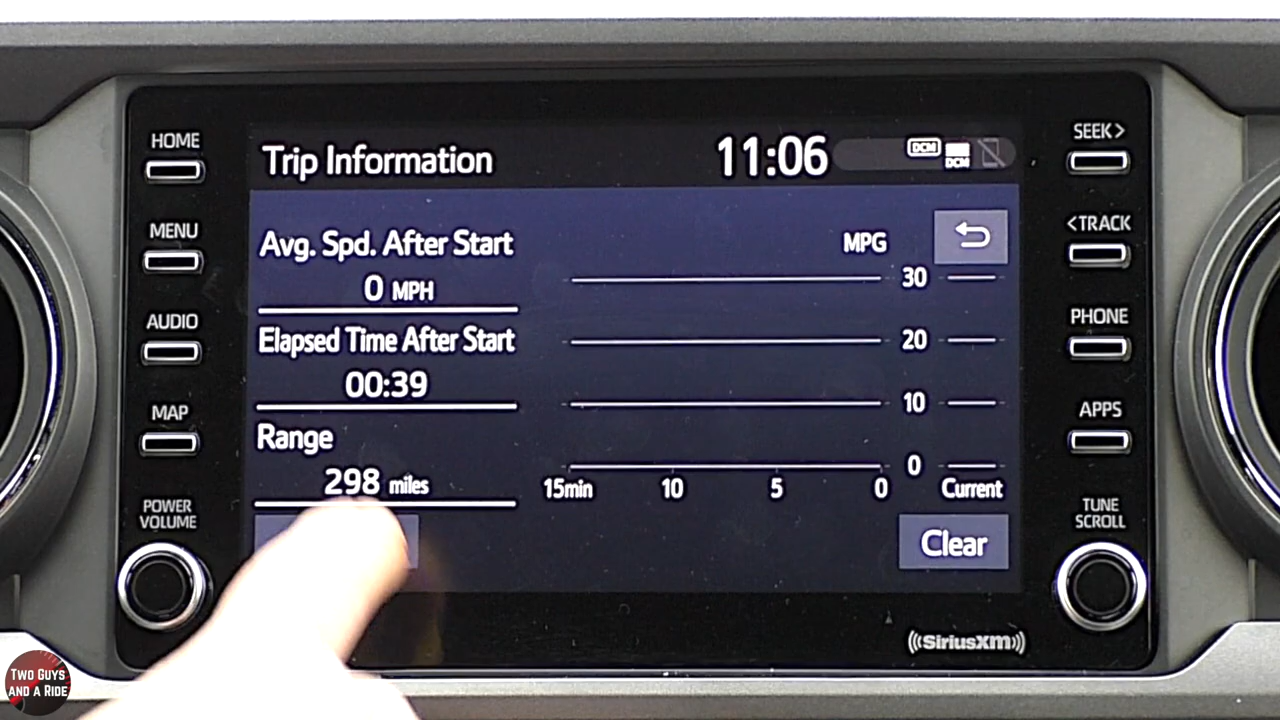 HOME
MENU
AUDIO
MAP
POWER
VOLUME
Trip Information
11:06
DCM
DCM
Avg. Spd. After Start
0 MPH
Elapsed Time After Start
00:39
Range
298 miles
MPG
30
20
10
0
15min 10 5 0 Current
Clear
SEEK>
<TRACK
PHONE
APPS
TUNE
SCROLL
((SiriusXM))
TWO GUYS
AND A RIDE